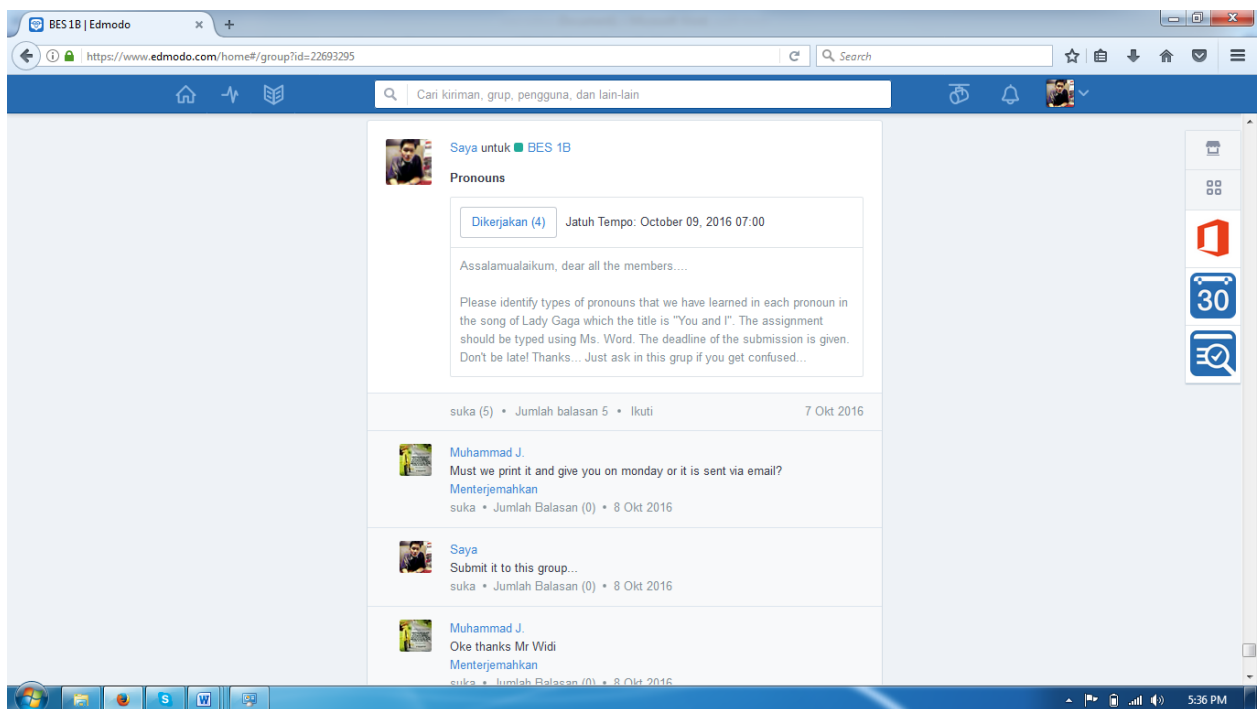 BES 1B | Edmodo
https://www.edmodo.com/home#/group?id=22693295
Search
Cari kiriman, grup, pengguna, dan lain-lain
Saya untuk BES 1B
Pronouns
Dikerjakan (4) Jatuh Tempo: October 09, 2016 07:00
Assalamualaikum, dear all the members....
Please identify types of pronouns that we have learned in each pronoun in
the song of Lady Gaga which the title is "You and I". The assignment
should be typed using Ms. Word. The deadline of the submission is given.
Don't be late! Thanks... Just ask in this grup if you get confused...
suka (5) • Jumlah balasan 5 • Ikuti 7 Okt 2016
Muhammad J.
Must we print it and give you on monday or it is sent via email?
Menterjemahkan
suka • Jumlah Balasan (0) • 8 Okt 2016
Saya
Submit it to this group...
suka • Jumlah Balasan (0) • 8 Okt 2016
Muhammad J.
Oke thanks Mr Widi
Menterjemahkan
suka • Jumlah Balasan (0) • 8 Okt 2016
30
5:36 PM